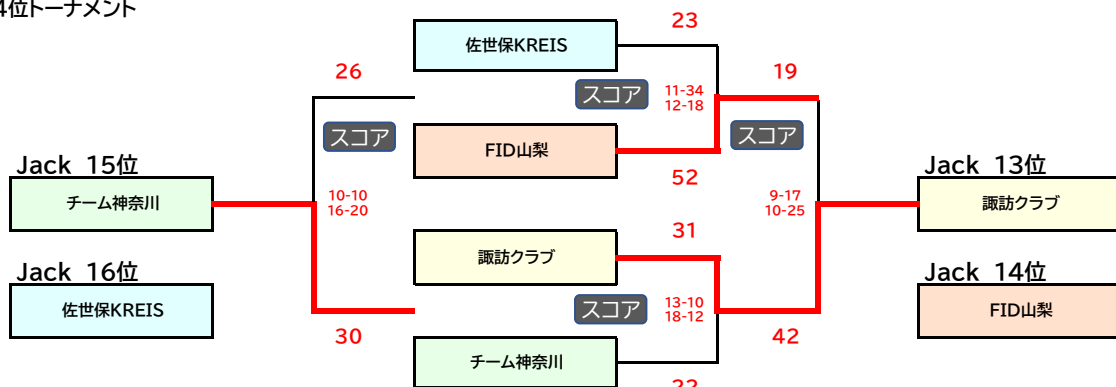 4位トーナメント
23
佐世保KREIS
26
19
スコア
11-34
12-18
スコア
スコア
FID山梨
Jack 15位
Jack 13位
52
チーム神奈川
10-10
16-20
9-17
10-25
諏訪クラブ
31
諏訪クラブ
Jack 16位
Jack 14位
佐世保KREIS
スコア
13-10
18-12
FID山梨
30
42
チーム神奈川